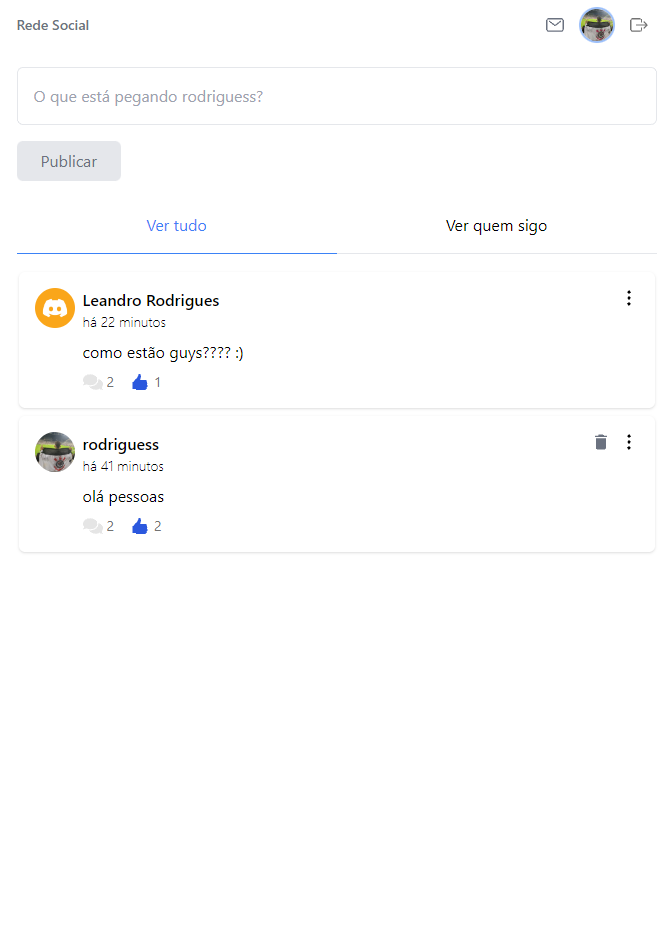 Rede Social
O que está pegando rodriguess?
Publicar
Ver tudo
Ver quem sigo
Leandro Rodrigues
há 22 minutos
como estão guys???? :)
2 1
rodriguess
há 41 minutos
olá pessoas
2 2